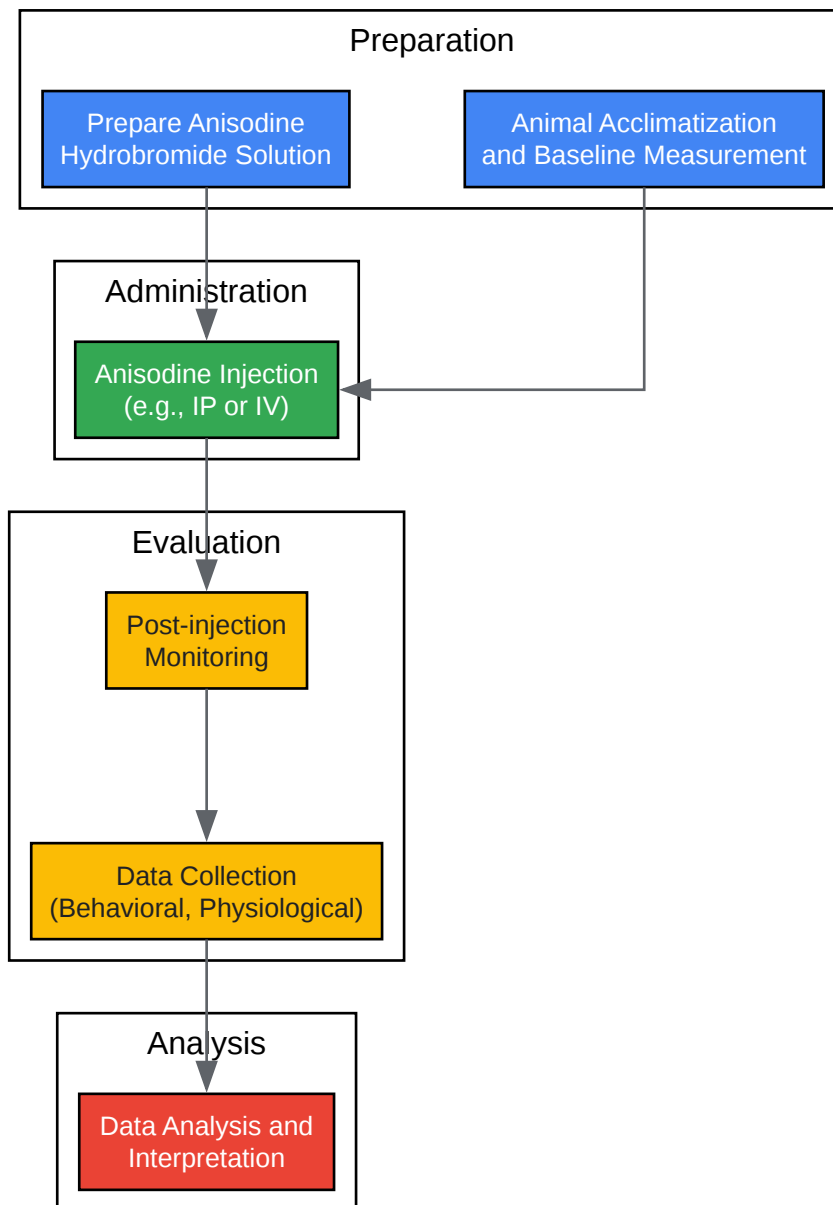 Preparation
Prepare Anisodine
Hydrobromide Solution
Animal Acclimatization
and Baseline Measurement
Administration
Anisodine Injection
(e.g., IP or IV)
Evaluation
Post-injection
Monitoring
Data Collection
(Behavioral, Physiological)
Analysis
Data Analysis and
Interpretation